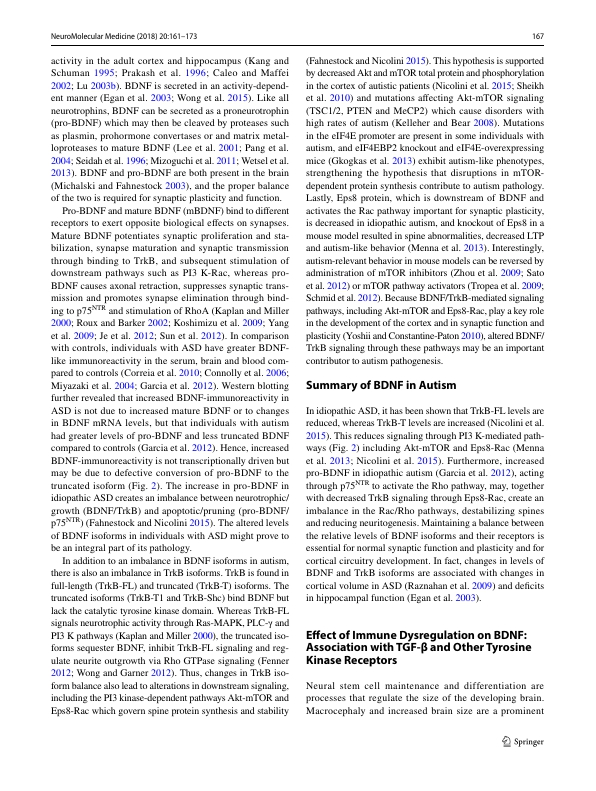 NeuroMolecular Medicine (2018) 20:161–173
167
activity in the adult cortex and hippocampus (Kang and
Schuman 1995; Prakash et al. 1996; Caleo and Maffei
2002; Lu 2003b). BDNF is secreted in an activity-depend-
ent manner (Egan et al. 2003; Wong et al. 2015). Like all
neurotrophins, BDNF can be secreted as a proneurotrophin
(pro-BDNF) which may then be cleaved by proteases such
as plasmin, prohormone convertases or and matrix metal-
loproteases to mature BDNF (Lee et al. 2001; Pang et al.
2004; Seidah et al. 1996; Mizoguchi et al. 2011; Wetsel et al.
2013). BDNF and pro-BDNF are both present in the brain
(Michalski and Fahnestock 2003), and the proper balance
of the two is required for synaptic plasticity and function.
Pro-BDNF and mature BDNF (mBDNF) bind to different
receptors to exert opposite biological effects on synapses.
Mature BDNF potentiates synaptic proliferation and sta-
bilization, synapse maturation and synaptic transmission
through binding to TrkB, and subsequent stimulation of
downstream pathways such as PI3 K-Rac, whereas pro-
BDNF causes axonal retraction, suppresses synaptic trans-
mission and promotes synapse elimination through bind-
ing to p75NTR and stimulation of RhoA (Kaplan and Miller
2000; Roux and Barker 2002; Koshimizu et al. 2009; Yang
et al. 2009; Je et al. 2012; Sun et al. 2012). In comparison
with controls, individuals with ASD have greater BDNF-
like immunoreactivity in the serum, brain and blood com-
pared to controls (Correia et al. 2010; Connolly et al. 2006;
Miyazaki et al. 2004; Garcia et al. 2012). Western blotting
further revealed that increased BDNF-immunoreactivity in
ASD is not due to increased mature BDNF or to changes
in BDNF mRNA levels, but that individuals with autism
had greater levels of pro-BDNF and less truncated BDNF
compared to controls (Garcia et al. 2012). Hence, increased
BDNF-immunoreactivity is not transcriptionally driven but
may be due to defective conversion of pro-BDNF to the
truncated isoform (Fig. 2). The increase in pro-BDNF in
idiopathic ASD creates an imbalance between neurotrophic/
growth (BDNF/TrkB) and apoptotic/pruning (pro-BDNF/
p75NTR) (Fahnestock and Nicolini 2015). The altered levels
of BDNF isoforms in individuals with ASD might prove to
be an integral part of its pathology.
In addition to an imbalance in BDNF isoforms in autism,
there is also an imbalance in TrkB isoforms. TrkB is found in
full-length (TrkB-FL) and truncated (TrkB-T) isoforms. The
truncated isoforms (TrkB-T1 and TrkB-Shc) bind BDNF but
lack the catalytic tyrosine kinase domain. Whereas TrkB-FL
signals neurotrophic activity through Ras-MAPK, PLC-γ and
PI3 K pathways (Kaplan and Miller 2000), the truncated iso-
forms sequester BDNF, inhibit TrkB-FL signaling and reg-
ulate neurite outgrowth via Rho GTPase signaling (Fenner
2012; Wong and Garner 2012). Thus, changes in TrkB iso-
form balance also lead to alterations in downstream signaling,
including the PI3 kinase-dependent pathways Akt-mTOR and
Eps8-Rac which govern spine protein synthesis and stability
(Fahnestock and Nicolini 2015). This hypothesis is supported
by decreased Akt and mTOR total protein and phosphorylation
in the cortex of autistic patients (Nicolini et al. 2015; Sheikh
et al. 2010) and mutations affecting Akt-mTOR signaling
(TSC1/2, PTEN and MeCP2) which cause disorders with
high rates of autism (Kelleher and Bear 2008). Mutations
in the eIF4E promoter are present in some individuals with
autism, and eIF4EBP2 knockout and eIF4E-overexpressing
mice (Gkogkas et al. 2013) exhibit autism-like phenotypes,
strengthening the hypothesis that disruptions in mTOR-
dependent protein synthesis contribute to autism pathology.
Lastly, Eps8 protein, which is downstream of BDNF and
activates the Rac pathway important for synaptic plasticity,
is decreased in idiopathic autism, and knockout of Eps8 in a
mouse model resulted in spine abnormalities, decreased LTP
and autism-like behavior (Menna et al. 2013). Interestingly,
autism-relevant behavior in mouse models can be reversed by
administration of mTOR inhibitors (Zhou et al. 2009; Sato
et al. 2012) or mTOR pathway activators (Tropea et al. 2009;
Schmid et al. 2012). Because BDNF/TrkB-mediated signaling
pathways, including Akt-mTOR and Eps8-Rac, play a key role
in the development of the cortex and in synaptic function and
plasticity (Yoshii and Constantine-Paton 2010), altered BDNF/
TrkB signaling through these pathways may be an important
contributor to autism pathogenesis.
Summary of BDNF in Autism
In idiopathic ASD, it has been shown that TrkB-FL levels are
reduced, whereas TrkB-T levels are increased (Nicolini et al.
2015). This reduces signaling through PI3 K-mediated path-
ways (Fig. 2) including Akt-mTOR and Eps8-Rac (Menna
et al. 2013; Nicolini et al. 2015). Furthermore, increased
pro-BDNF in idiopathic autism (Garcia et al. 2012), acting
through p75NTR to activate the Rho pathway, may, together
with decreased TrkB signaling through Eps8-Rac, create an
imbalance in the Rac/Rho pathways, destabilizing spines
and reducing neuritogenesis. Maintaining a balance between
the relative levels of BDNF isoforms and their receptors is
essential for normal synaptic function and plasticity and for
cortical circuitry development. In fact, changes in levels of
BDNF and TrkB isoforms are associated with changes in
cortical volume in ASD (Raznahan et al. 2009) and deficits
in hippocampal function (Egan et al. 2003).
Effect of Immune Dysregulation on BDNF:
Association with TGF-β and Other Tyrosine
Kinase Receptors
Neural stem cell maintenance and differentiation are
processes that regulate the size of the developing brain.
Macrocephaly and increased brain size are a prominent
Springer